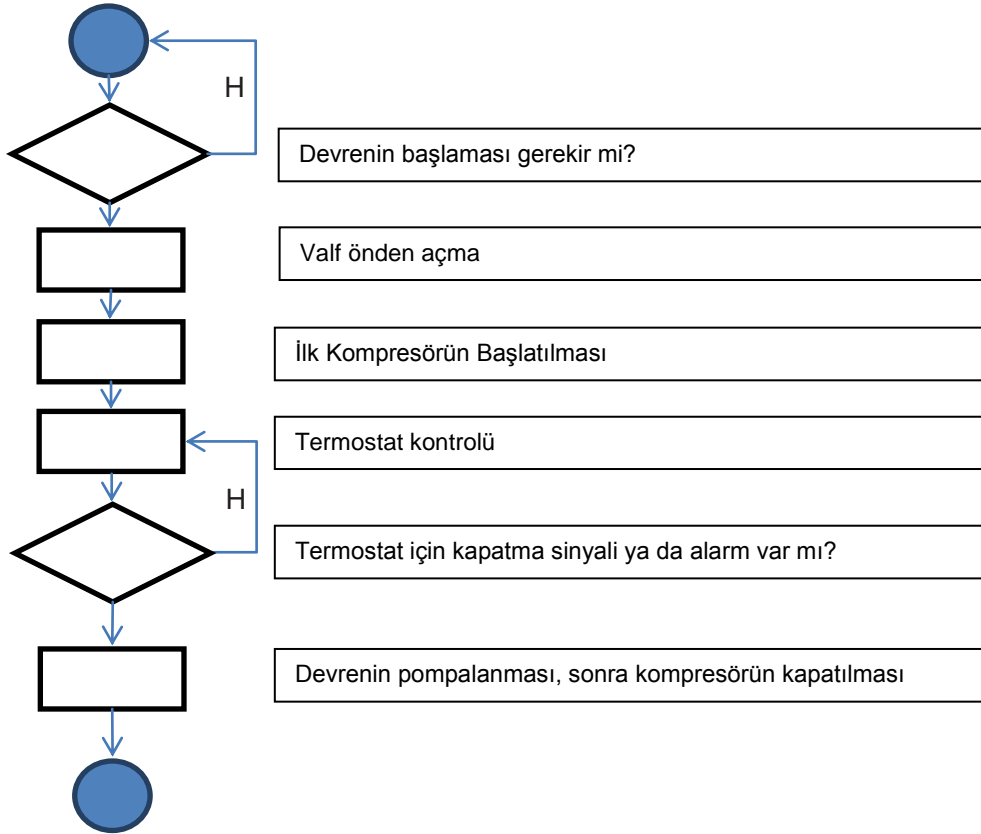 H
Devrenin başlaması gerekir mi?
Valf önden açma
İlk Kompresörün Başlatılması
Termostat kontrolü
H
Termostat için kapatma sinyali ya da alarm var mı?
Devrenin pompalanması, sonra kompresörün kapatılması